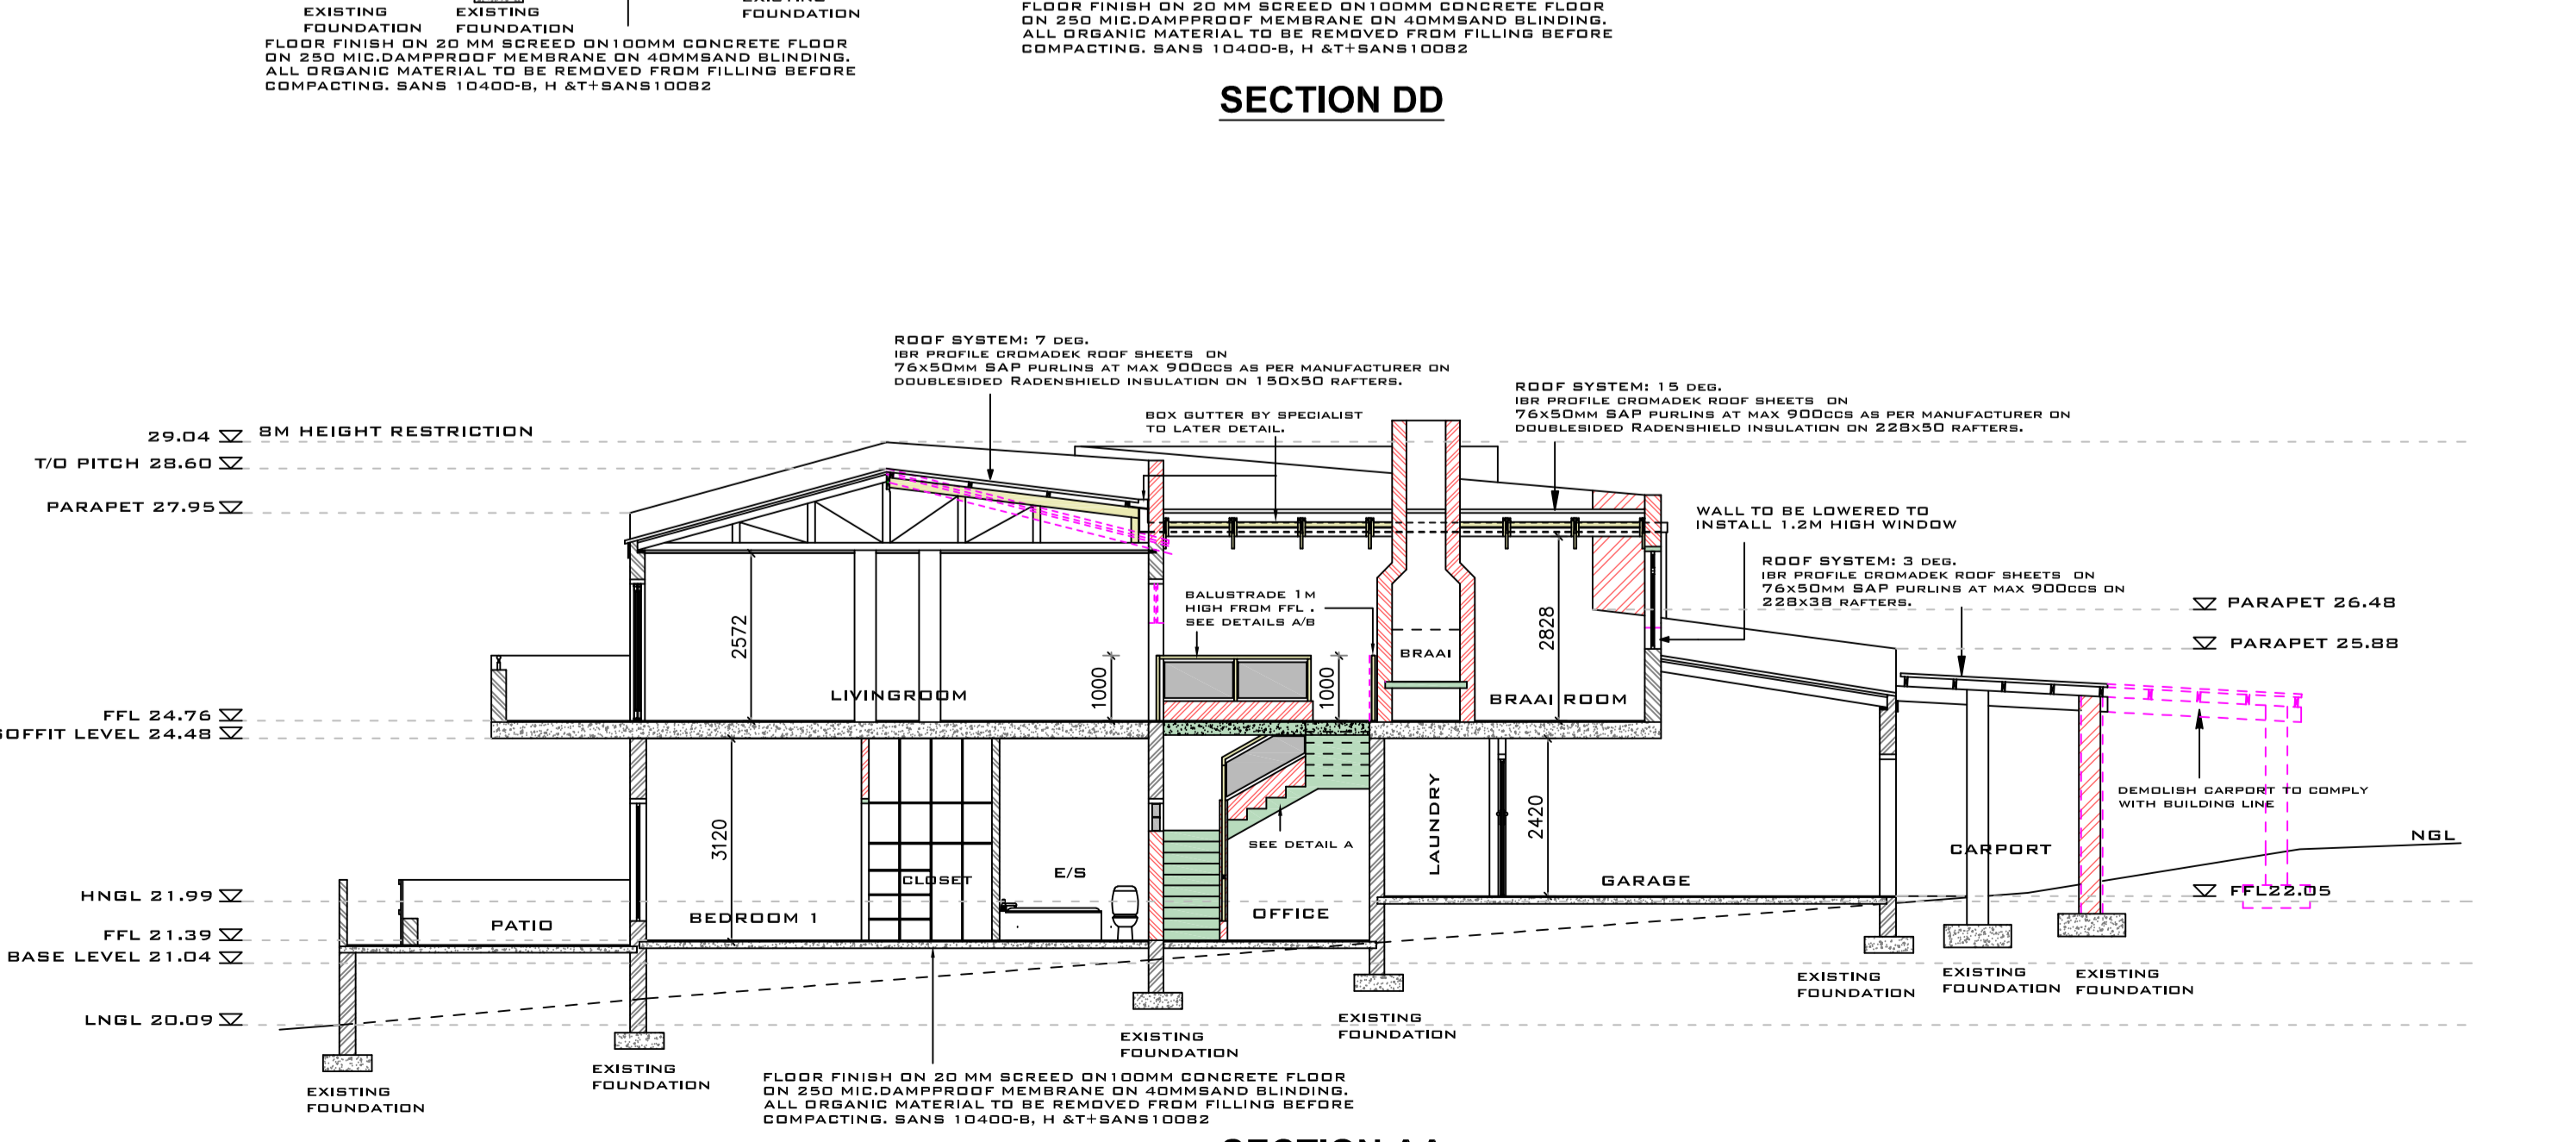 EXISTING
FOUNDATION
EXISTING
FOUNDATION
FOUNDATION
FLOOR FINISH ON 20 MM SCREED ON100MM CONCRETE FLOOR
ON 250 MIC.DAMPPROOF MEMBRANE ON 40MMSAND BLINDING.
ALL ORGANIC MATERIAL TO BE REMOVED FROM FILLING BEFORE
COMPACTING. SANS 10400-B, H &T+SANS10082
FLOOR FINISH ON 20 MM SCREED ON100MM CONCRETE FLOOR
ON 250 MIC.DAMPPROOF MEMBRANE ON 40MMSAND BLINDING.
ALL ORGANIC MATERIAL TO BE REMOVED FROM FILLING BEFORE
COMPACTING. SANS 10400-B, H &T+SANS10082
SECTION DD
ROOF SYSTEM: 7 DEG.
IBR PROFILE CROMADEK ROOF SHEETS ON
76x50MM SAP PURLINS AT MAX 900CCS AS PER MANUFACTURER ON
DOUBLESIDED RADENSHIELD INSULATION ON 150x50 RAFTERS.
ROOF SYSTEM: 15 DEG.
IBR PROFILE CROMADEK ROOF SHEETS ON
76x50MM SAP PURLINS AT MAX 900CCS AS PER MANUFACTURER ON
DOUBLESIDED RADENSHIELD INSULATION ON 228x50 RAFTERS.
BOX GUTTER BY SPECIALIST
TO LATER DETAIL.
29.04
8M HEIGHT RESTRICTION
T/O PITCH 28.60
PARAPET 27.95
WALL TO BE LOWERED TO
INSTALL 1.2M HIGH WINDOW
ROOF SYSTEM: 3 DEG.
IBR PROFILE CROMADEK ROOF SHEETS ON
76x50MM SAP PURLINS AT MAX 900CCS ON
228x38 RAFTERS.
PARAPET 26.48
PARAPET 25.88
BALUSTRADE 1M
HIGH FROM FFL .
SEE DETAILS A/B
2572
2828
BRAAI
1000
1000
LIVINGROOM
BRAAI ROOM
FFL 24.76
SOFFIT LEVEL 24.48
DEMOLISH CARPORT TO COMPLY
WITH BUILDING LINE
3120
LAUNDRY
2420
SEE DETAIL A
NGL
CARPORT
E/S
CLOSET
GARAGE
FFL22.05
HNGL 21.99
PATIO
BEDROOM 1
OFFICE
FFL 21.39
BASE LEVEL 21.04
LNGL 20.09
EXISTING
FOUNDATION
EXISTING
FOUNDATION
EXISTING
FOUNDATION
EXISTING
FOUNDATION
EXISTING
FOUNDATION
EXISTING
FOUNDATION
EXISTING
FOUNDATION
FLOOR FINISH ON 20 MM SCREED ON100MM CONCRETE FLOOR
ON 250 MIC.DAMPPROOF MEMBRANE ON 40MMSAND BLINDING.
ALL ORGANIC MATERIAL TO BE REMOVED FROM FILLING BEFORE
COMPACTING. SANS 10400-B, H &T+SANS10082
SECTION AA